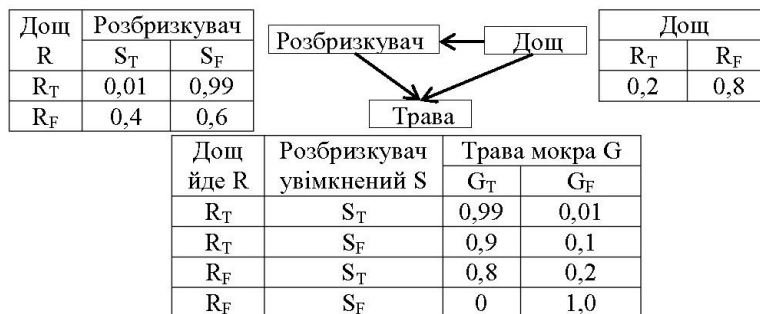 Дощ R | Розбризкувач
S_T | S_F
R_T | 0,01 | 0,99
R_F | 0,4 | 0,6
Розбризкувач
Дощ
Трава
Дощ
R_T | R_F
0,2 | 0,8
Дощ йде R | Розбризкувач увімкнений S | Трава мокра G
G_T | G_F
R_T | S_T | 0,99 | 0,01
R_T | S_F | 0,9 | 0,1
R_F | S_T | 0,8 | 0,2
R_F | S_F | 0 | 1,0